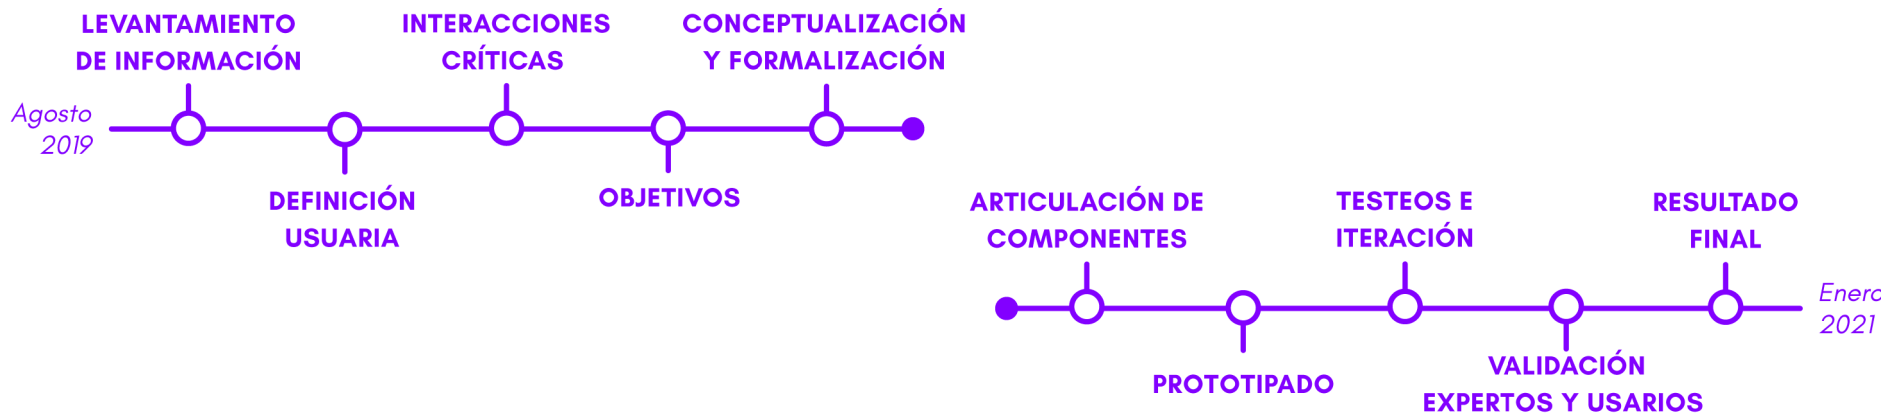 Agosto
2019
LEVANTAMIENTO
DE INFORMACIÓN
DEFINICIÓN
USUARIA
INTERACCIONES
CRÍTICAS
OBJETIVOS
CONCEPTUALIZACIÓN
Y FORMALIZACIÓN
ARTICULACIÓN DE
COMPONENTES
PROTOTIPADO
TESTEOS E
ITERACIÓN
VALIDACIÓN
EXPERTOS Y USARIOS
RESULTADO
FINAL
Enero
2021